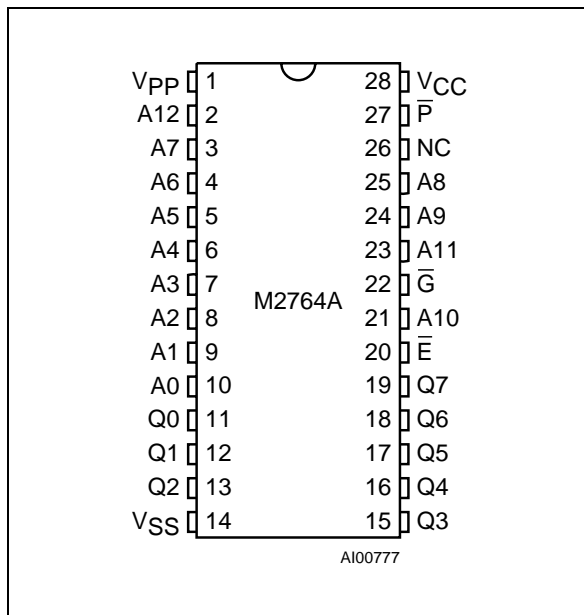 VPP 1 28 VCC
A12 2 27 P̅
A7 3 26 NC
A6 4 25 A8
A5 5 24 A9
A4 6 23 A11
A3 7 22 G̅
M2764A
A2 8 21 A10
A1 9 20 E̅
A0 10 19 Q7
Q0 11 18 Q6
Q1 12 17 Q5
Q2 13 16 Q4
VSS 14 15 Q3
AI00777